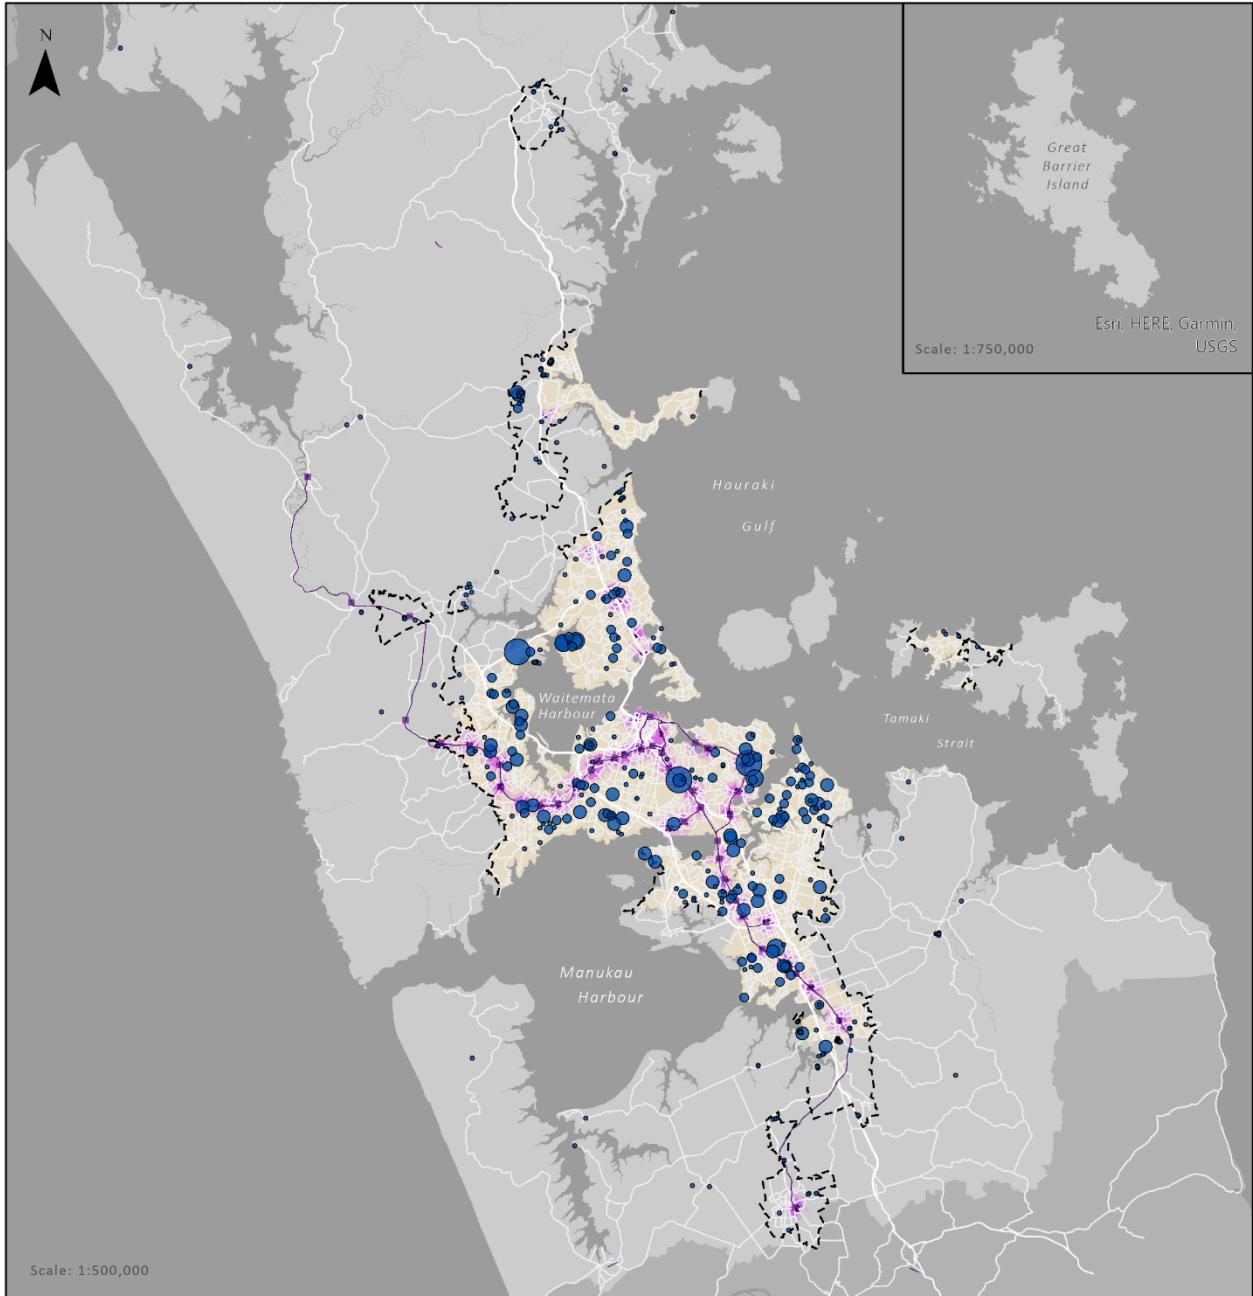 N
Great
Barrier
Island
Esri, HERE, Garmin,
USGS
Scale: 1:750,000
Hauraki
Gulf
Waitemata
Harbour
Tamaki
Strait
Manukau
Harbour
Scale: 1:500,000